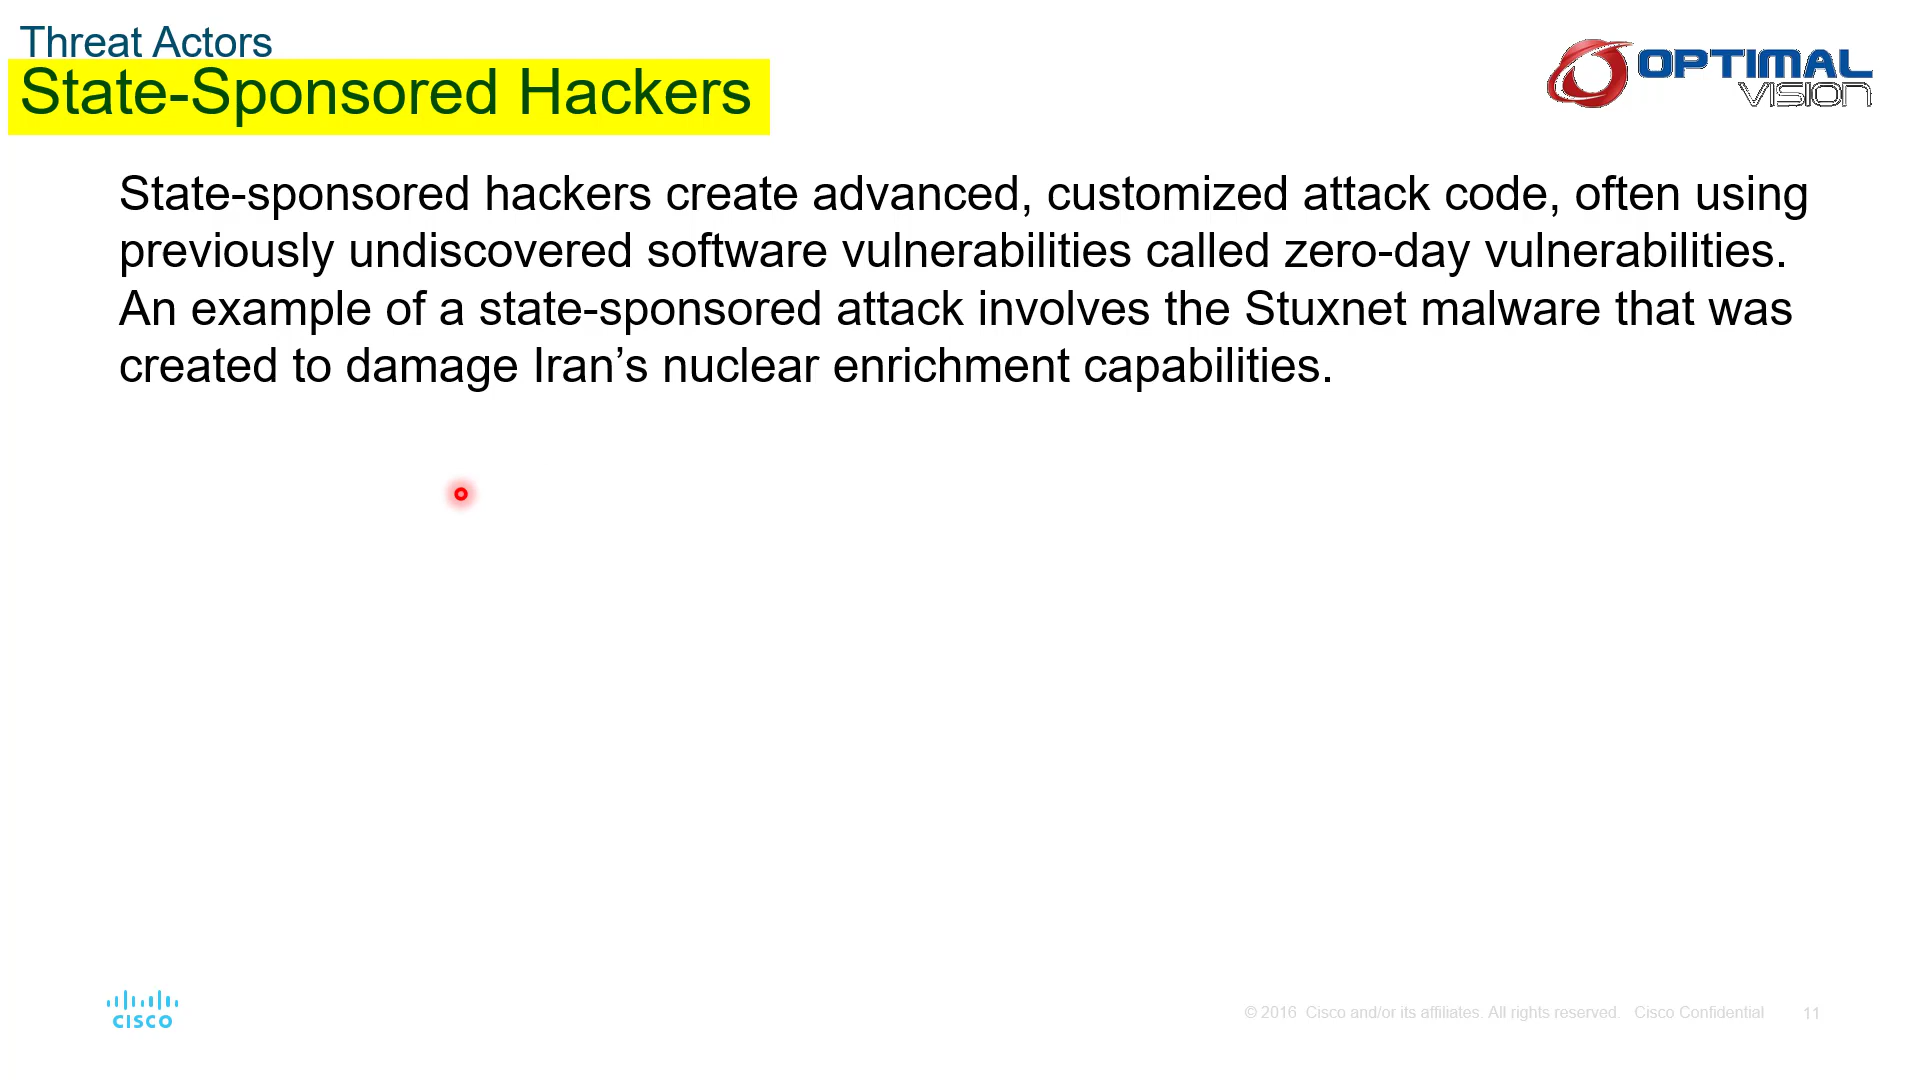 Threat Actors
State-Sponsored Hackers
OPTIMAL
VISION
State-sponsored hackers create advanced, customized attack code, often using
previously undiscovered software vulnerabilities called zero-day vulnerabilities.
An example of a state-sponsored attack involves the Stuxnet malware that was
created to damage Iran’s nuclear enrichment capabilities.
CISCO
© 2016 Cisco and/or its affiliates. All rights reserved. Cisco Confidential 11